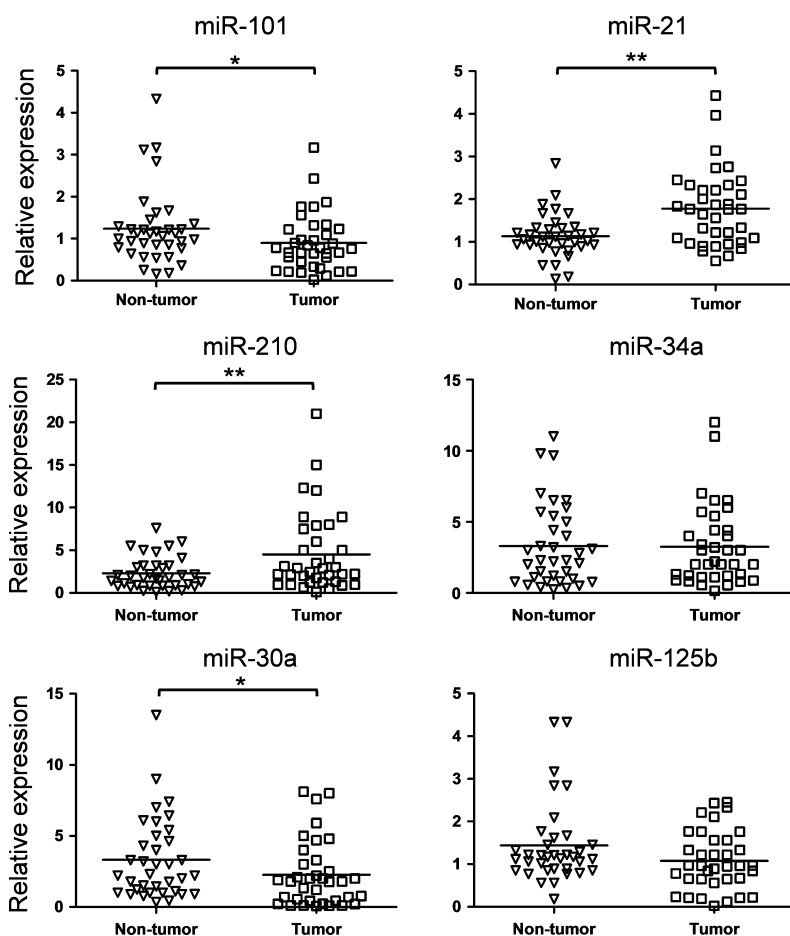 miR-101
miR-21
*
**
Relative expression
5
4
3
2
1
0
Non-tumor
Tumor
5
4
3
2
1
0
Non-tumor
Tumor
miR-210
miR-34a
**
Relative expression
25
20
15
10
5
0
Non-tumor
Tumor
15
10
5
0
Non-tumor
Tumor
miR-30a
miR-125b
*
Relative expression
15
10
5
0
Non-tumor
Tumor
5
4
3
2
1
0
Non-tumor
Tumor